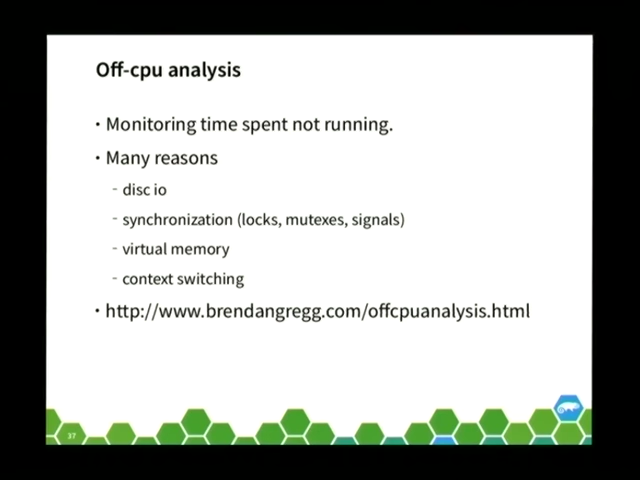 Off-cpu analysis
• Monitoring time spent not running.
• Many reasons
- disc io
- synchronization (locks, mutexes, signals)
- virtual memory
- context switching
• http://www.brendangregg.com/offcpuanalysis.html
37